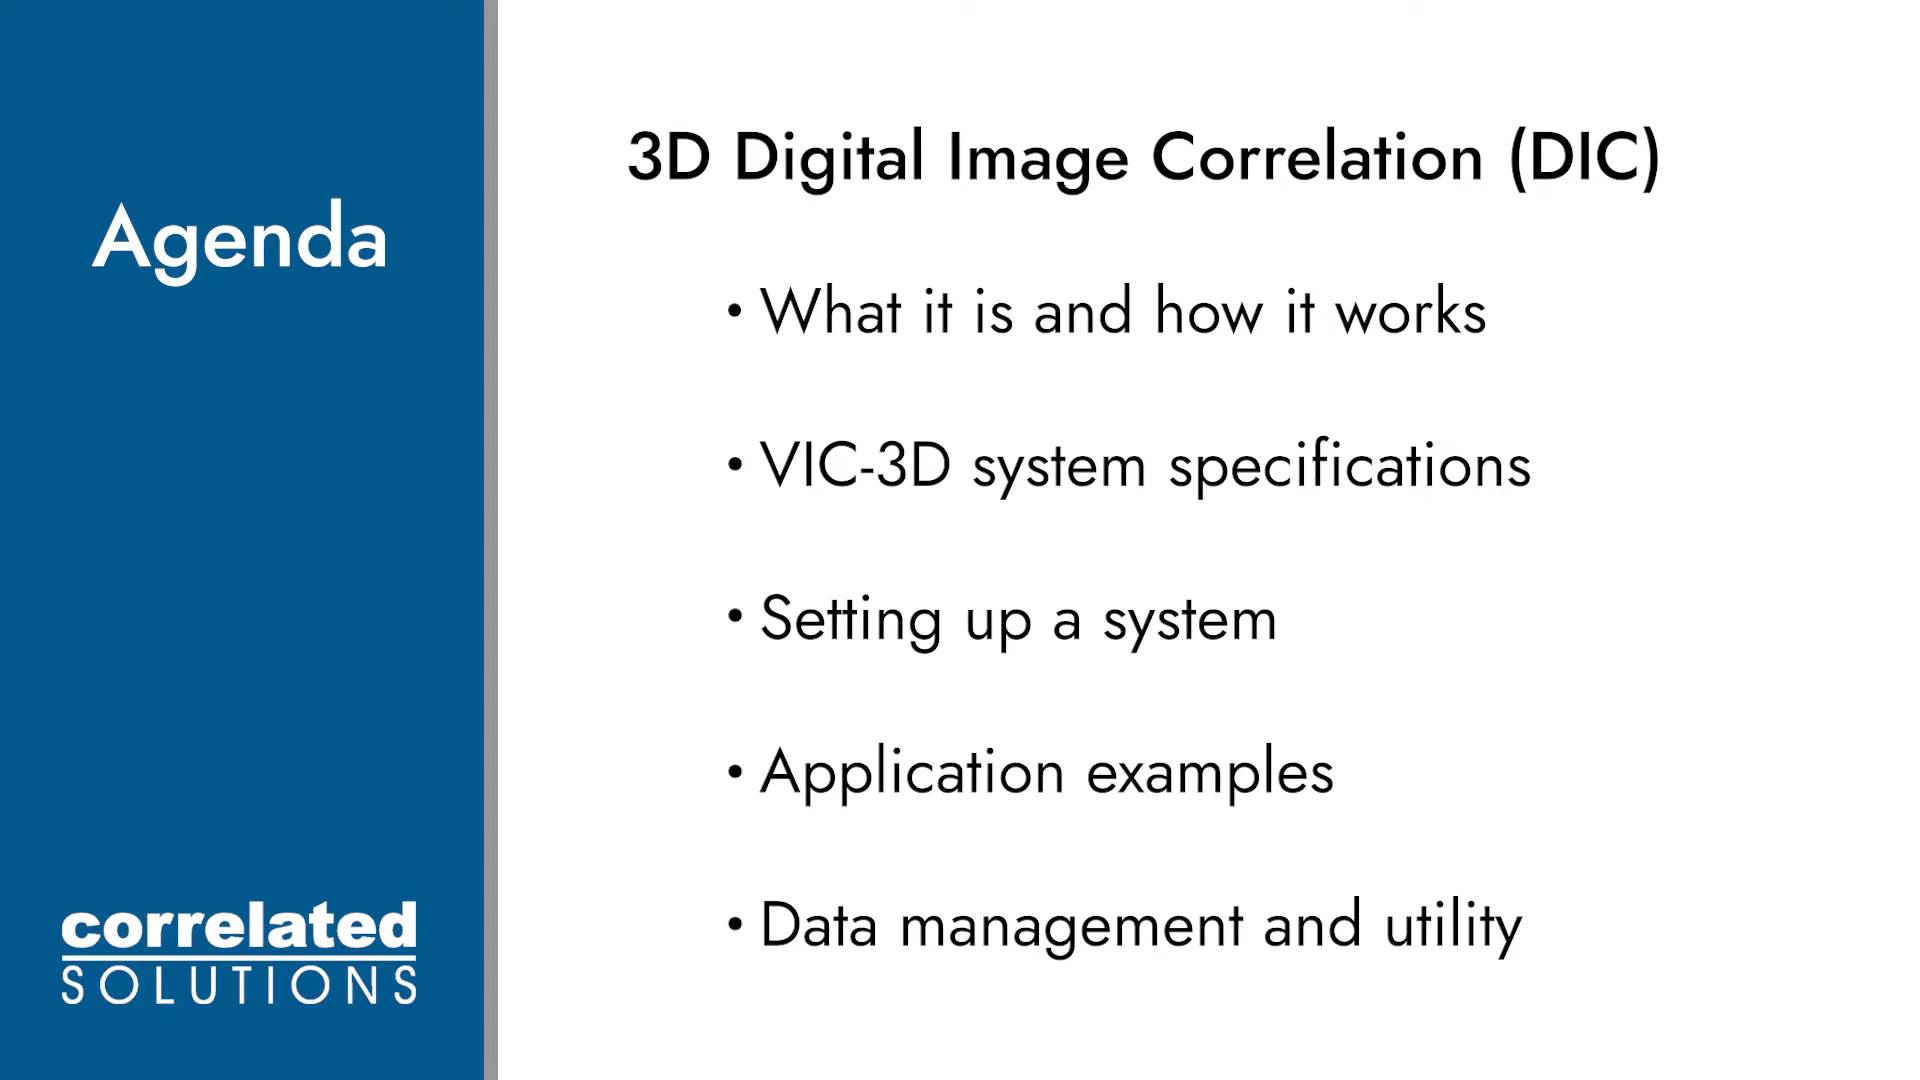 Agenda
3D Digital Image Correlation (DIC)
• What it is and how it works
• VIC-3D system specifications
• Setting up a system
• Application examples
• Data management and utility
correlated
SOLUTIONS